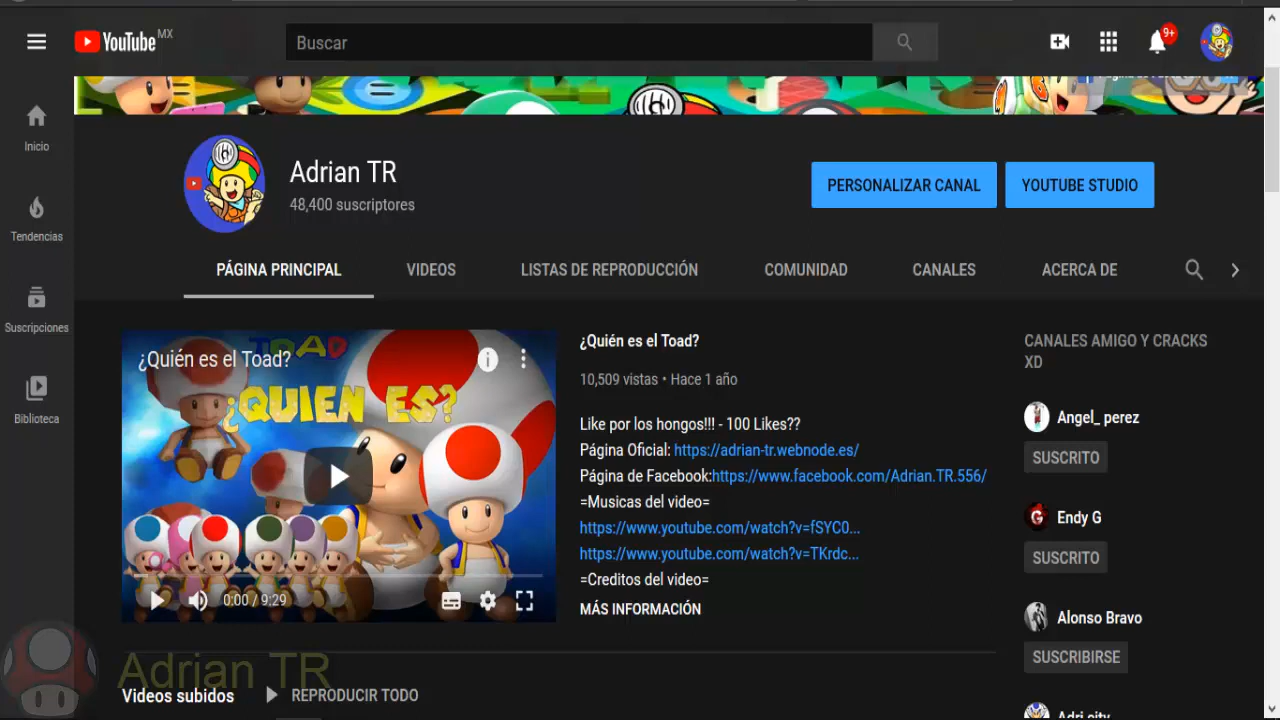 YouTube MX
Buscar
9+
Inicio
Tendencias
Suscripciones
Biblioteca
Adrian TR
48,400 suscriptores
PERSONALIZAR CANAL
YOUTUBE STUDIO
PÁGINA PRINCIPAL
VIDEOS
LISTAS DE REPRODUCCIÓN
COMUNIDAD
CANALES
ACERCA DE
¿Quién es el Toad?
TOAD
¿QUIEN ES?
0:00 / 9:29
¿Quién es el Toad?
10,509 vistas • Hace 1 año
Like por los hongos!!! - 100 Likes??
Página Oficial: https://adrian-tr.webnode.es/
Página de Facebook:https://www.facebook.com/Adrian.TR.556/
=Musicas del video=
https://www.youtube.com/watch?v=fSYC0...
https://www.youtube.com/watch?v=TKrdc...
=Creditos del video=
MÁS INFORMACIÓN
CANALES AMIGO Y CRACKS
XD
Angel_ perez
SUSCRITO
Endy G
SUSCRITO
Alonso Bravo
SUSCRIBIRSE
Adri city
Adrian TR
Videos subidos
REPRODUCIR TODO